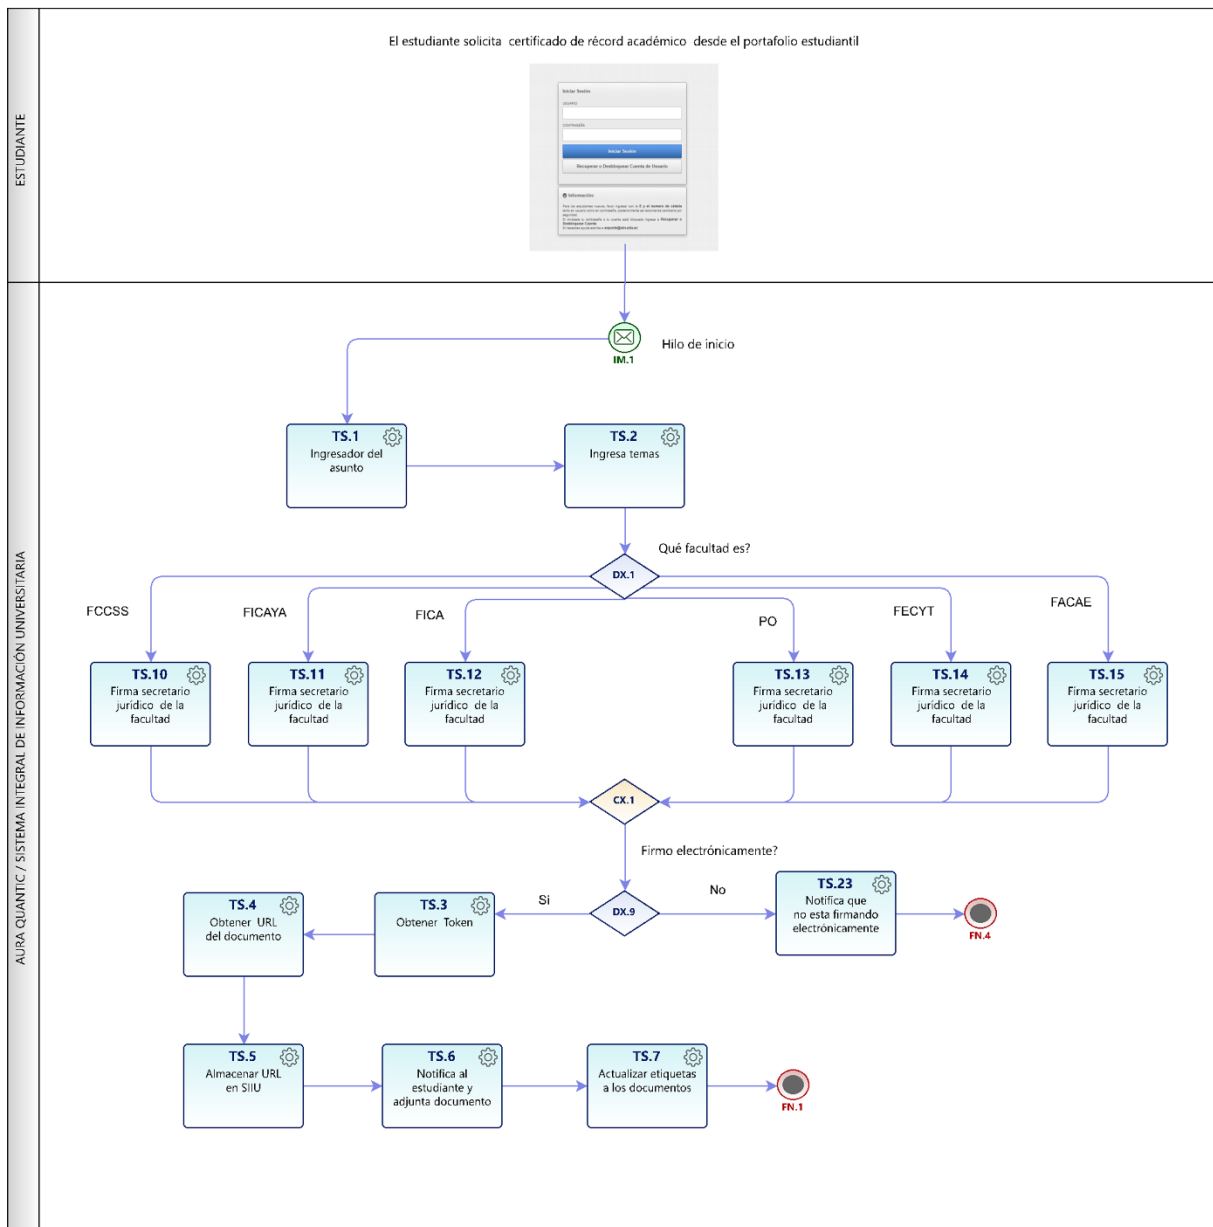 El estudiante solicita certificado de récord académico desde el portafolio estudiantil
ESTUDIANTE
Iniciar Sesión
USUARIO
CONTRASEÑA
Iniciar Sesión
Recuperar o Desbloquear Cuenta de Usuario
Información
IM.1
Hilo de inicio
AURA QUANTIC / SISTEMA INTEGRAL DE INFORMACIÓN UNIVERSITARIA
TS.1
Ingresador del
asunto
TS.2
Ingresa temas
Qué facultad es?
DX.1
FCCSS
FICAYA
FICA
PO
FECYT
FACAE
TS.10
Firma secretario
jurídico de la
facultad
TS.11
Firma secretario
jurídico de la
facultad
TS.12
Firma secretario
jurídico de la
facultad
TS.13
Firma secretario
jurídico de la
facultad
TS.14
Firma secretario
jurídico de la
facultad
TS.15
Firma secretario
jurídico de la
facultad
CX.1
Firmo electrónicamente?
DX.9
Si
No
TS.4
Obtener URL
del documento
TS.3
Obtener Token
TS.23
Notifica que
no esta firmando
electrónicamente
FN.4
TS.5
Almacenar URL
en SIIU
TS.6
Notifica al
estudiante y
adjunta documento
TS.7
Actualizar etiquetas
a los documentos
FN.1